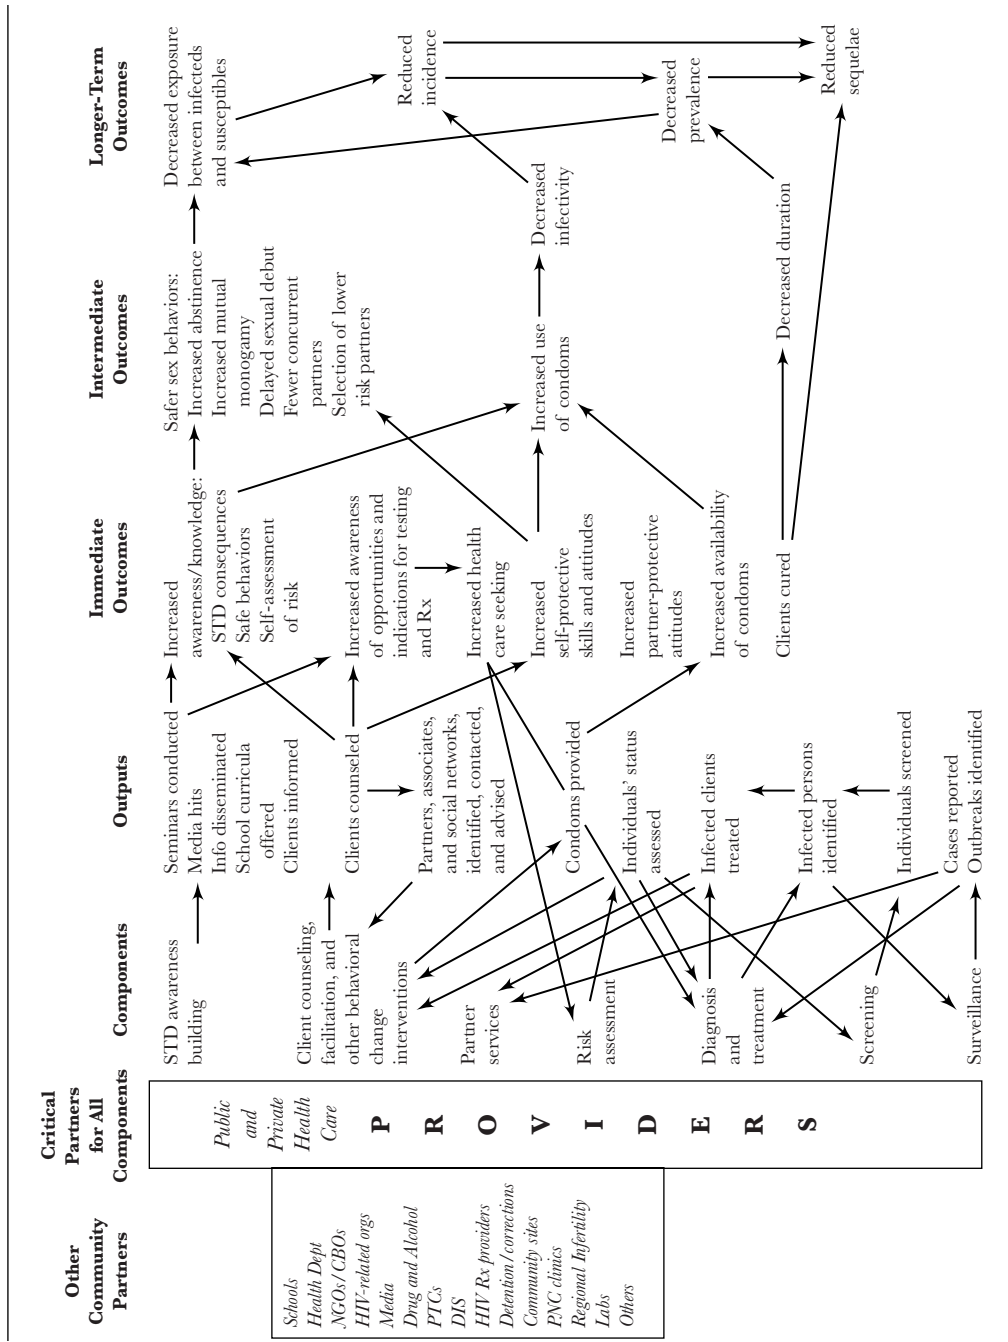 Other
Community
Partners
Critical
Partners
for All
Components
Components
Outputs
Immediate
Outcomes
Intermediate
Outcomes
Longer-Term
Outcomes
Schools
Health Dept
NGOs/CBOs
HIV-related orgs
Media
Drug and Alcohol
PTCs
DIS
HIV Rx providers
Detention/corrections
Community sites
PNC clinics
Regional Infertility
Labs
Others
Public
and
Private
Health
Care
P
R
O
V
I
D
E
R
S
STD awareness
building
Client counseling,
facilitation, and
other behavioral
change
interventions
Partner
services
Risk
assessment
Diagnosis
and
treatment
Screening
Surveillance
Seminars conducted
Media hits
Info disseminated
School curricula
offered
Clients informed
Clients counseled
Partners, associates,
and social networks,
identified, contacted,
and advised
Condoms provided
Individuals' status
assessed
Infected clients
treated
Infected persons
identified
Individuals screened
Cases reported
Outbreaks identified
Increased
awareness/knowledge:
STD consequences
Safe behaviors
Self-assessment
of risk
Increased awareness
of opportunities and
indications for testing
and Rx
Increased health
care seeking
Increased
self-protective
skills and attitudes
Increased
partner-protective
attitudes
Increased availability
of condoms
Clients cured
Safer sex behaviors:
Increased abstinence
Increased mutual
monogamy
Delayed sexual debut
Fewer concurrent
partners
Selection of lower
risk partners
Increased use
of condoms
Decreased duration
Decreased exposure
between infecteds
and susceptibles
Reduced
incidence
Decreased
infectivity
Decreased
prevalence
Reduced
sequelae